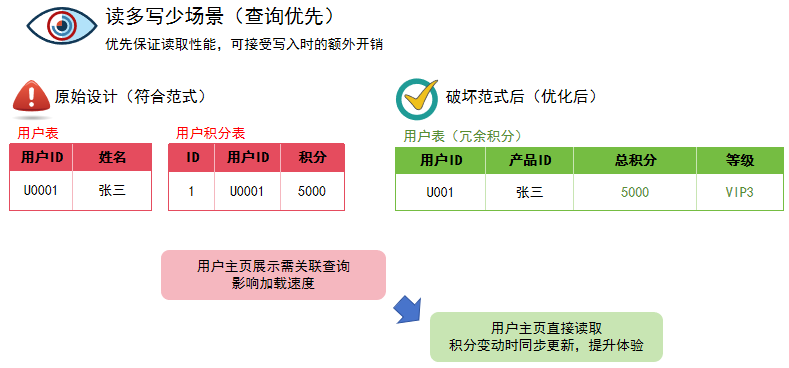 读多写少场景（查询优先）
优先保证读取性能，可接受写入时的额外开销
原始设计（符合范式）
用户表
用户ID 姓名
U0001 张三
用户积分表
ID 用户ID 积分
1 U0001 5000
用户主页展示需关联查询
影响加载速度
破坏范式后（优化后）
用户表（冗余积分）
用户ID 产品ID 总积分 等级
U001 张三 5000 VIP3
用户主页直接读取
积分变动时同步更新，提升体验